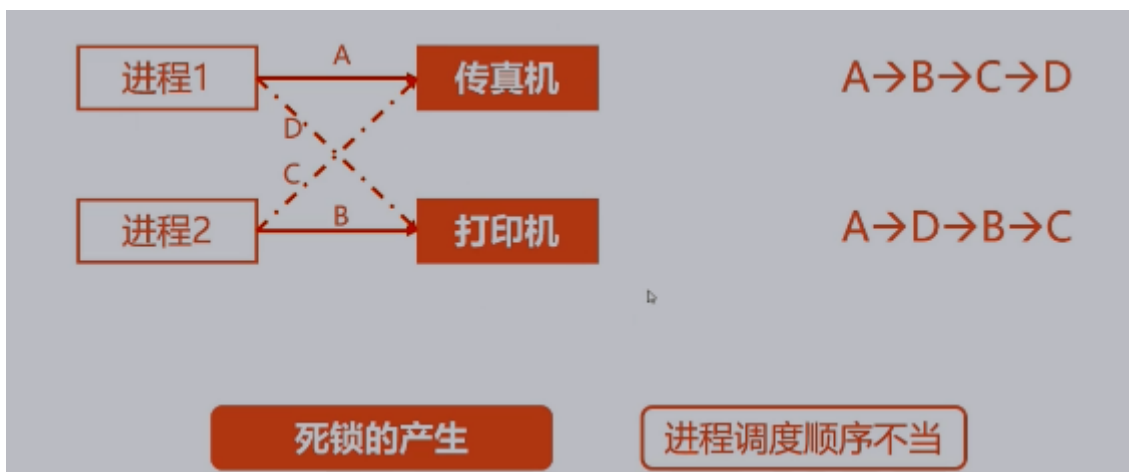 进程1 A 传真机 A→B→C→D
D
C
进程2 B 打印机 A→D→B→C
死锁的产生 进程调度顺序不当